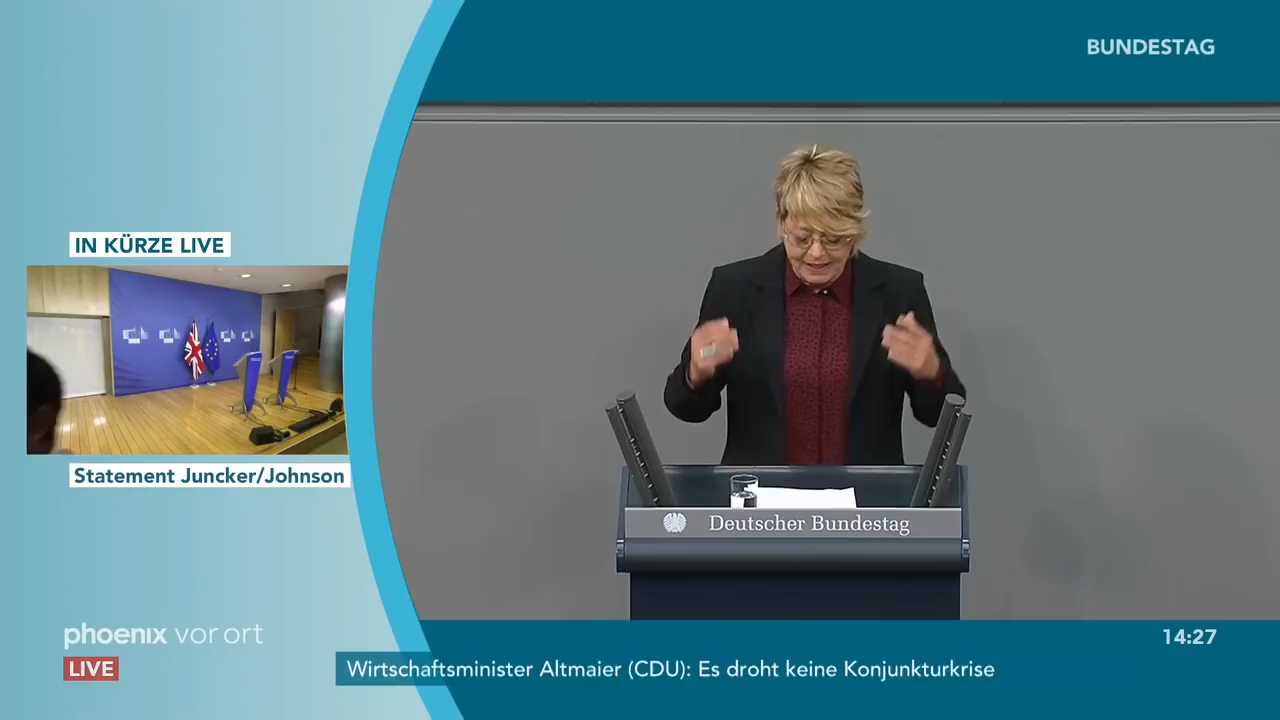 BUNDESTAG
IN KÜRZE LIVE
Statement Juncker/Johnson
Deutscher Bundestag
phoenix vor ort
14:27
LIVE
Wirtschaftsminister Altmaier (CDU): Es droht keine Konjunkturkrise